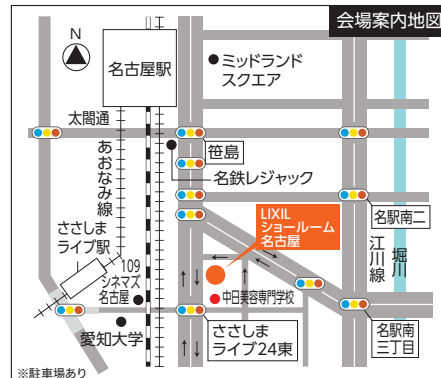 会場案内地図
N
名古屋駅
ミッドランド
スクエア
太閤通
笹島
あおなみ線
名鉄レジャック
LIXIL
ショールーム
名古屋
名駅南二
ささしま
ライブ駅
江川線
堀川
109
シネマズ
名古屋
中日美容専門学校
愛知大学
ささしま
ライブ24東
名駅南
三丁目
※駐車場あり